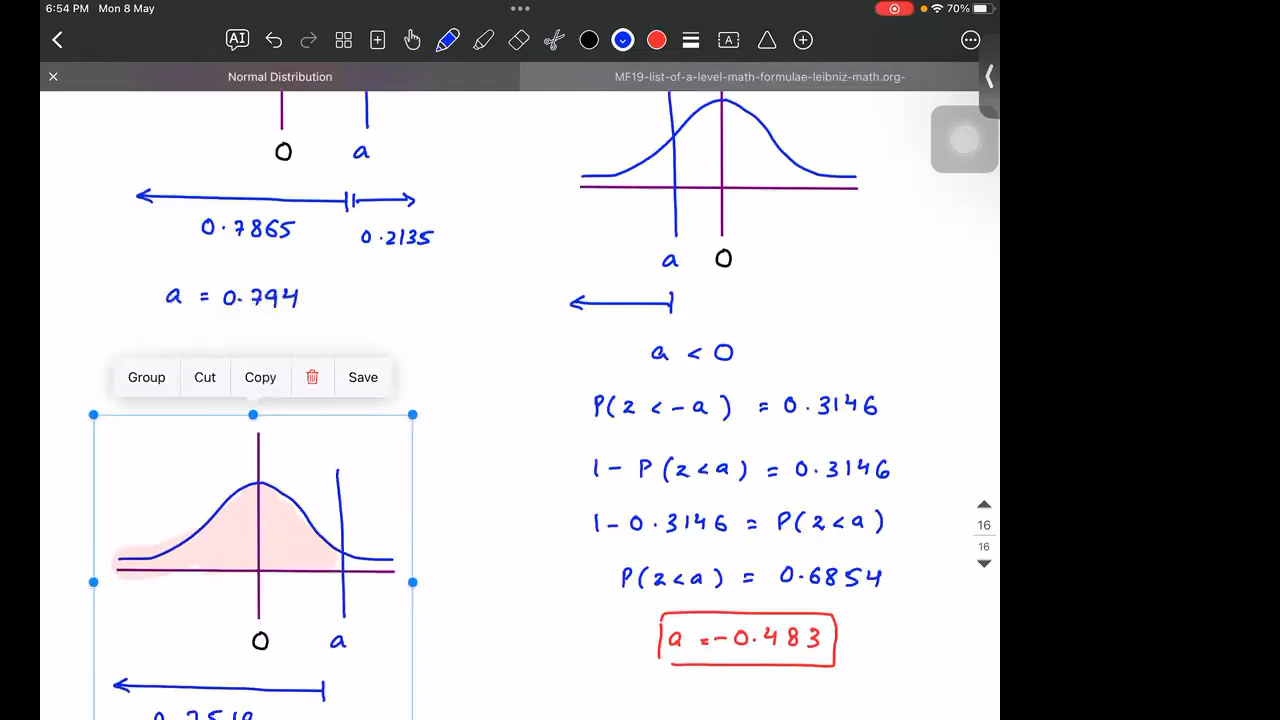 6:54 PM Mon 8 May
70%
AI
A
Normal Distribution
MF19-list-of-a-level-math-formulae-leibniz-math.org-
0 a
0.7865
0.2135
a = 0.794
Group Cut Copy Save
0 a
a 0
a < 0
P(z < -a) = 0.3146
1 - P(z < a) = 0.3146
1 - 0.3146 = P(z < a)
P(z < a) = 0.6854
a = -0.483
16
16